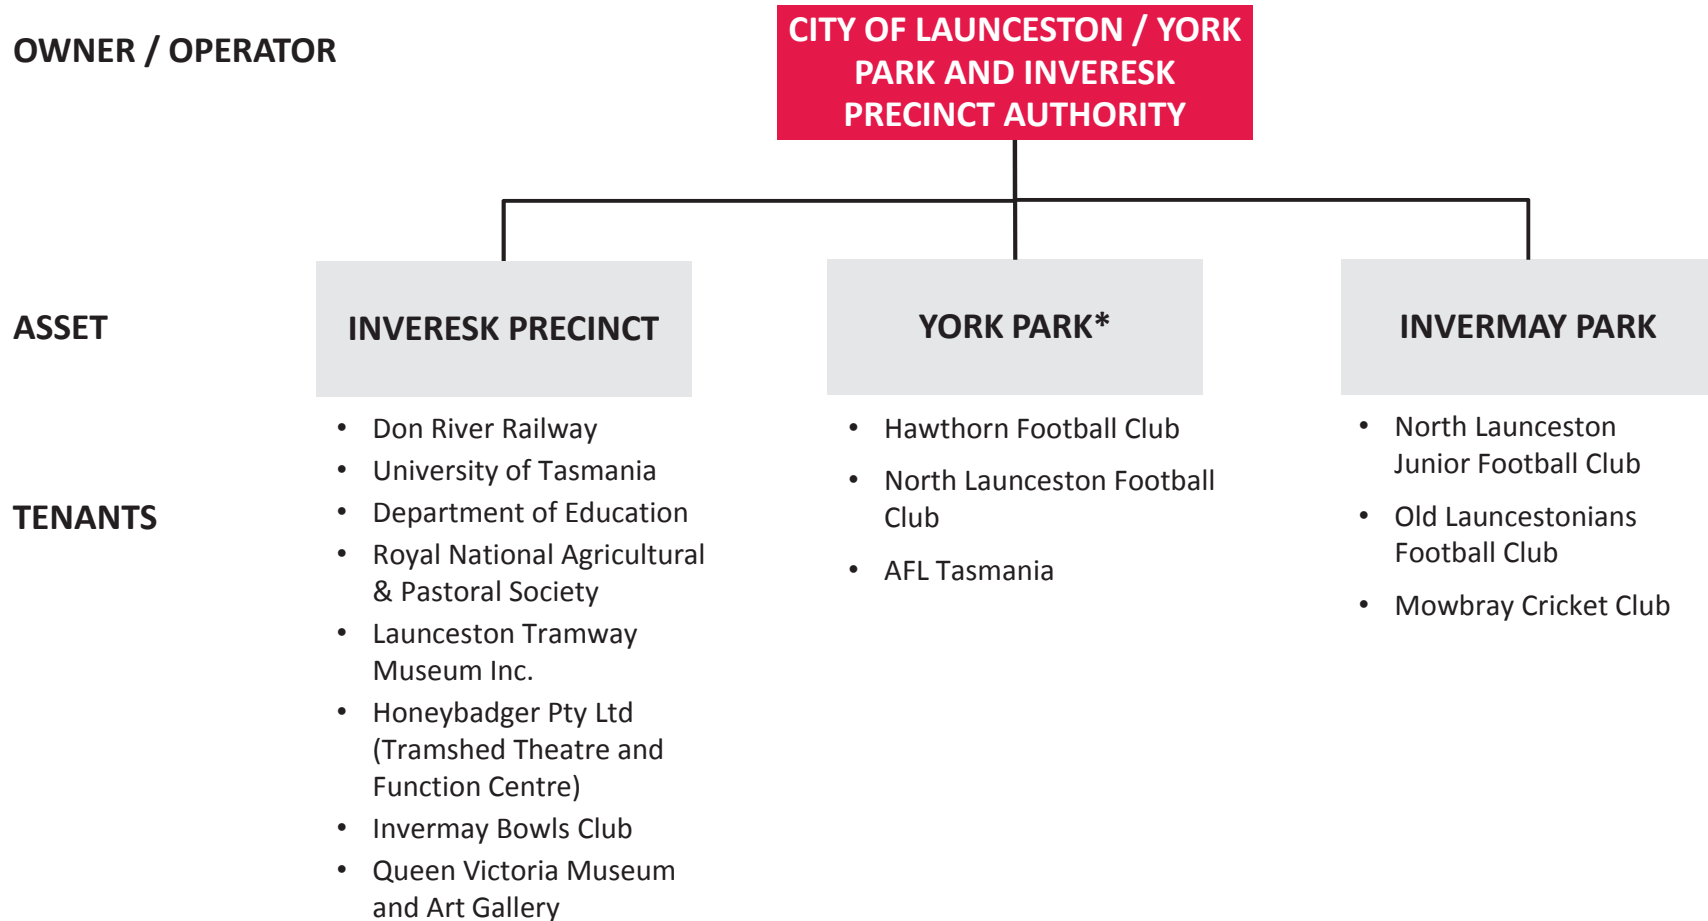 OWNER / OPERATOR
CITY OF LAUNCESTON / YORK
PARK AND INVERESK
PRECINCT AUTHORITY
ASSET
INVERESK PRECINCT
YORK PARK*
INVERMAY PARK
TENANTS
• Don River Railway
• University of Tasmania
• Department of Education
• Royal National Agricultural
& Pastoral Society
• Launceston Tramway
Museum Inc.
• Honeybadger Pty Ltd
(Tramshed Theatre and
Function Centre)
• Invermay Bowls Club
• Queen Victoria Museum
and Art Gallery
• Hawthorn Football Club
• North Launceston Football
Club
• AFL Tasmania
• North Launceston
Junior Football Club
• Old Launcestonians
Football Club
• Mowbray Cricket Club